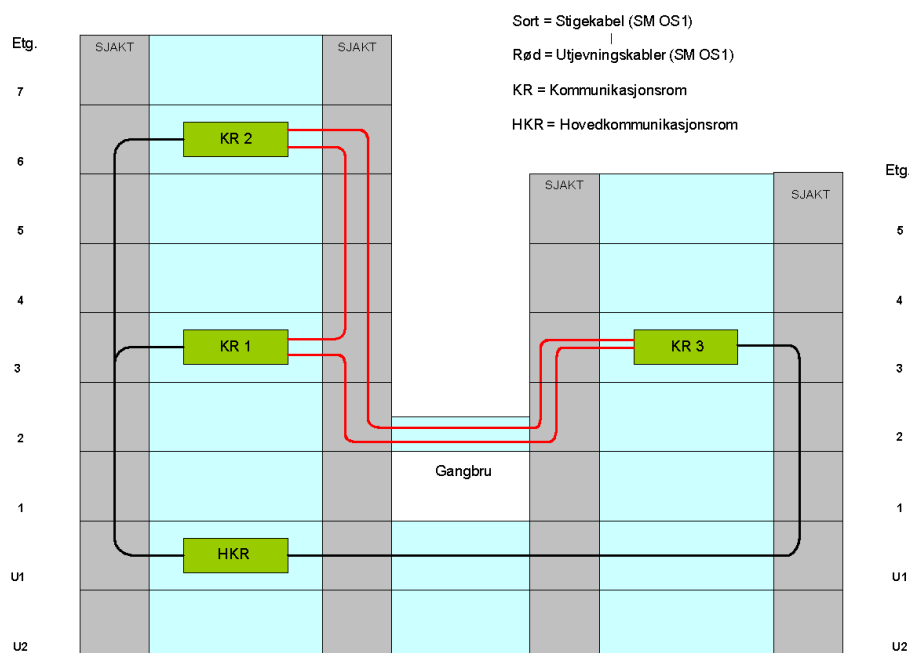 Sort = Stigekabel (SM OS1)
Rød = Utjevningskabler (SM OS1)
KR = Kommunikasjonsrom
HKR = Hovedkommunikasjonsrom
Etg.
7
6
5
4
3
2
1
U1
U2
SJAKT
SJAKT
KR 2
KR 1
HKR
Gangbru
SJAKT
SJAKT
KR 3
Etg.
5
4
3
2
1
U1
U2